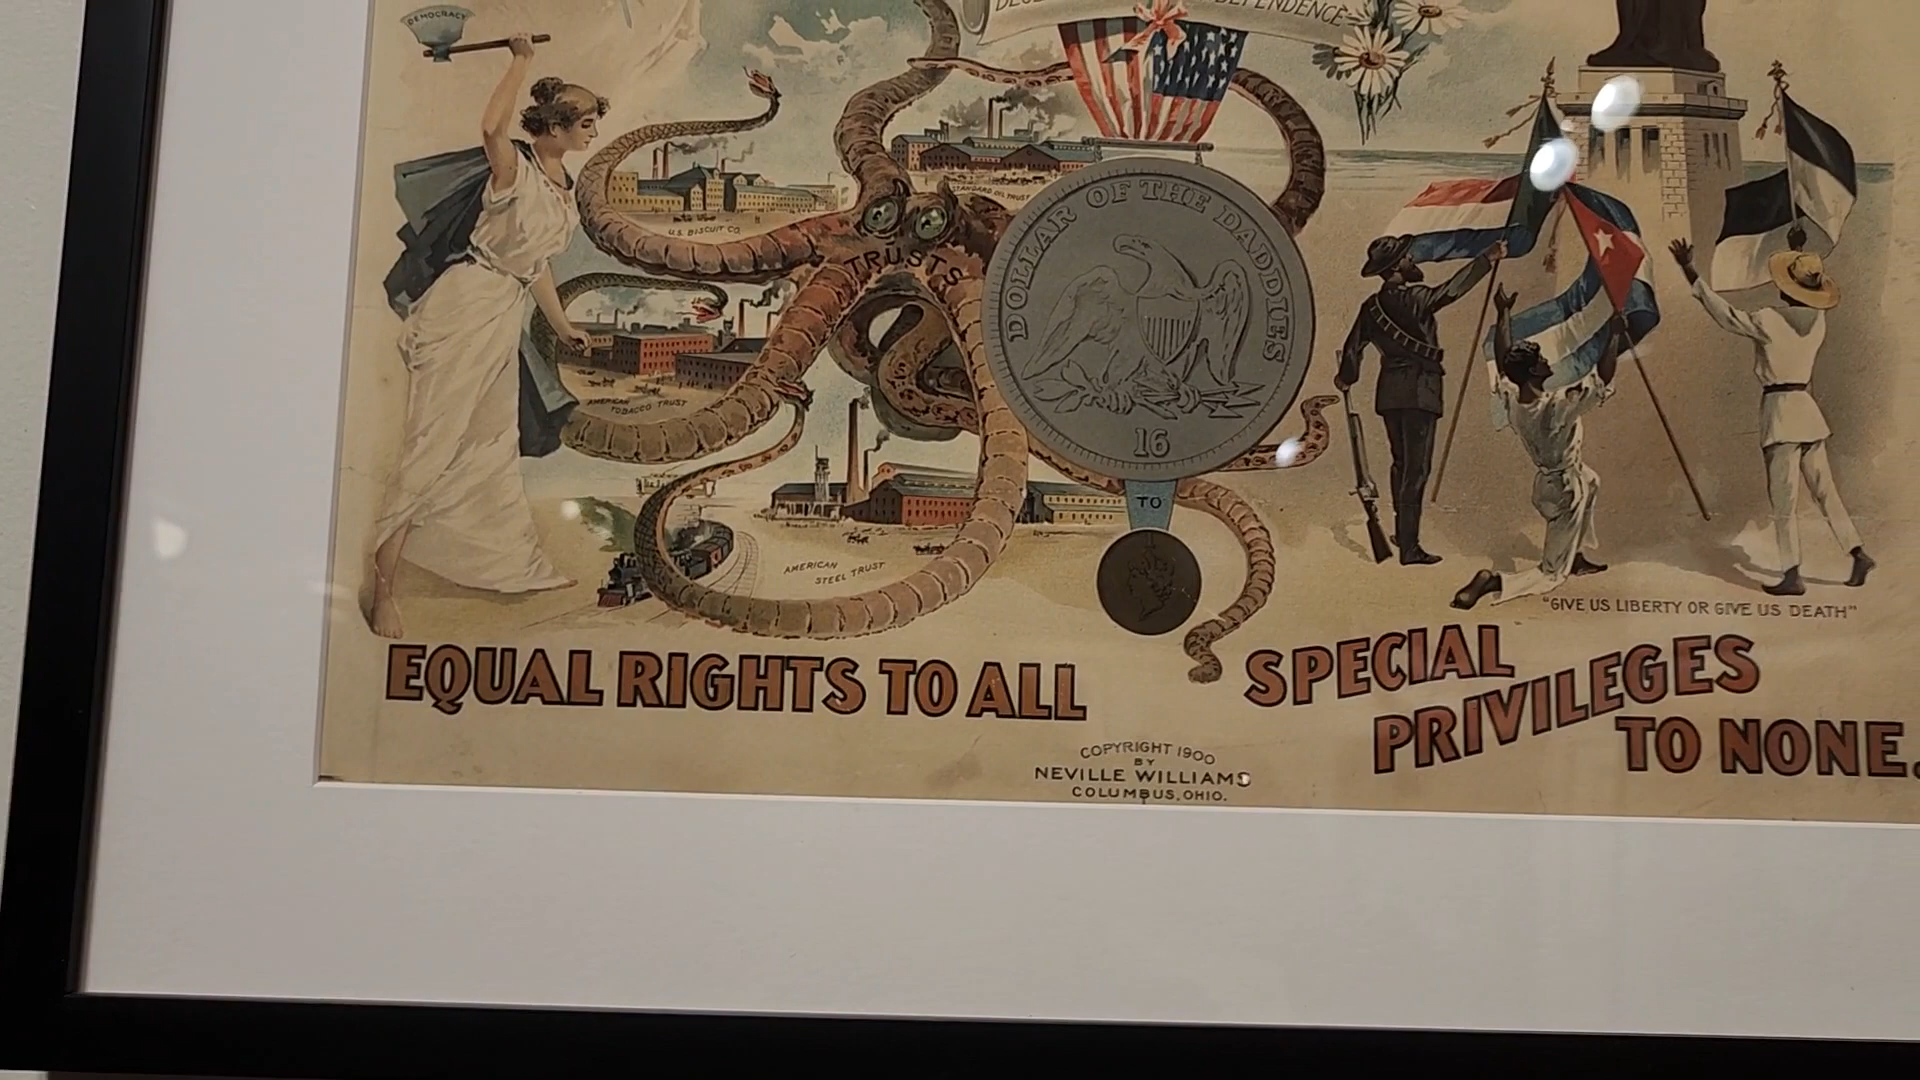 DEMOCRACY
INDEPENDENCE
STANDARD OIL TRUST
U.S. BISCUIT CO.
TRUSTS
DOLLAR OF THE DADDIES
16
TO
AMERICAN
TOBACCO TRUST
AMERICAN
STEEL TRUST
"GIVE US LIBERTY OR GIVE US DEATH"
EQUAL RIGHTS TO ALL
SPECIAL
PRIVILEGES
TO NONE.
COPYRIGHT 1900
BY
NEVILLE WILLIAMS
COLUMBUS, OHIO.